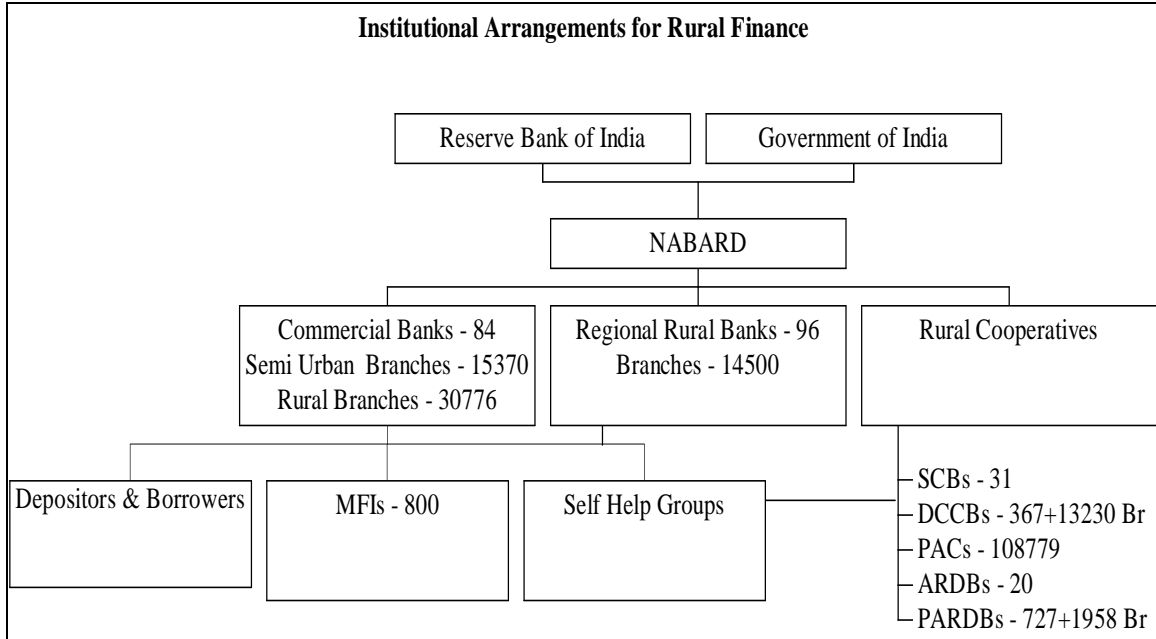 Institutional Arrangements for Rural Finance
Reserve Bank of India
Government of India
NABARD
Commercial Banks - 84
Semi Urban Branches - 15370
Rural Branches - 30776
Regional Rural Banks - 96
Branches - 14500
Rural Cooperatives
Depositors & Borrowers
MFIs - 800
Self Help Groups
SCBs - 31
DCCBs - 367+13230 Br
PACs - 108779
ARDBs - 20
PARDBs - 727+1958 Br